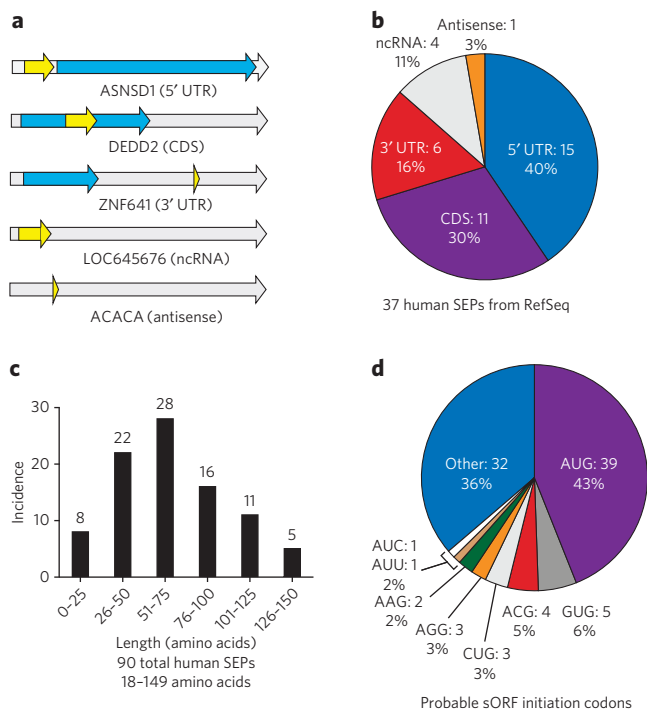 a
ASNSD1 (5′ UTR)
DEDD2 (CDS)
ZNF641 (3′ UTR)
LOC645676 (ncRNA)
ACACA (antisense)
b
Antisense: 1
3%
ncRNA: 4
11%
3′ UTR: 6
16%
5′ UTR: 15
40%
CDS: 11
30%
37 human SEPs from RefSeq
c
Incidence
30
20
10
0
8
22
28
16
11
5
0–25
26–50
51–75
76–100
101–125
126–150
Length (amino acids)
90 total human SEPs
18–149 amino acids
d
Other: 32
36%
AUG: 39
43%
AUC: 1
AUU: 1
2%
AAG: 2
2%
AGG: 3
3%
CUG: 3
3%
ACG: 4
5%
GUG: 5
6%
Probable sORF initiation codons